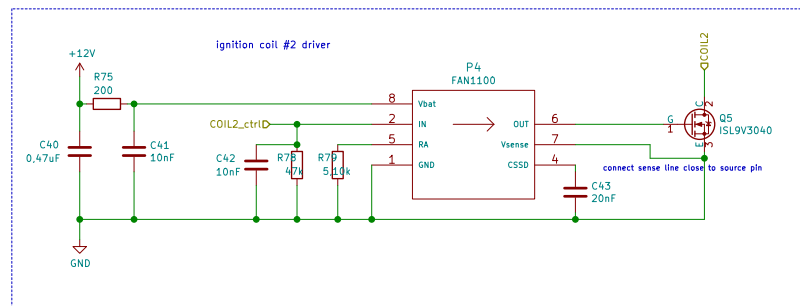 ignition coil #2 driver
+12V
R75
200
C40
0,47uF
C41
10nF
COIL2_ctrl
C42
10nF
R78
47k
R79
5,10k
P4
FAN1100
8
Vbat
2
IN
5
RA
1
GND
OUT
6
Vsense
7
CSSD
4
C43
20nF
COIL2
C
2
G
1
E
3
Q5
ISL9V3040
connect sense line close to source pin
GND